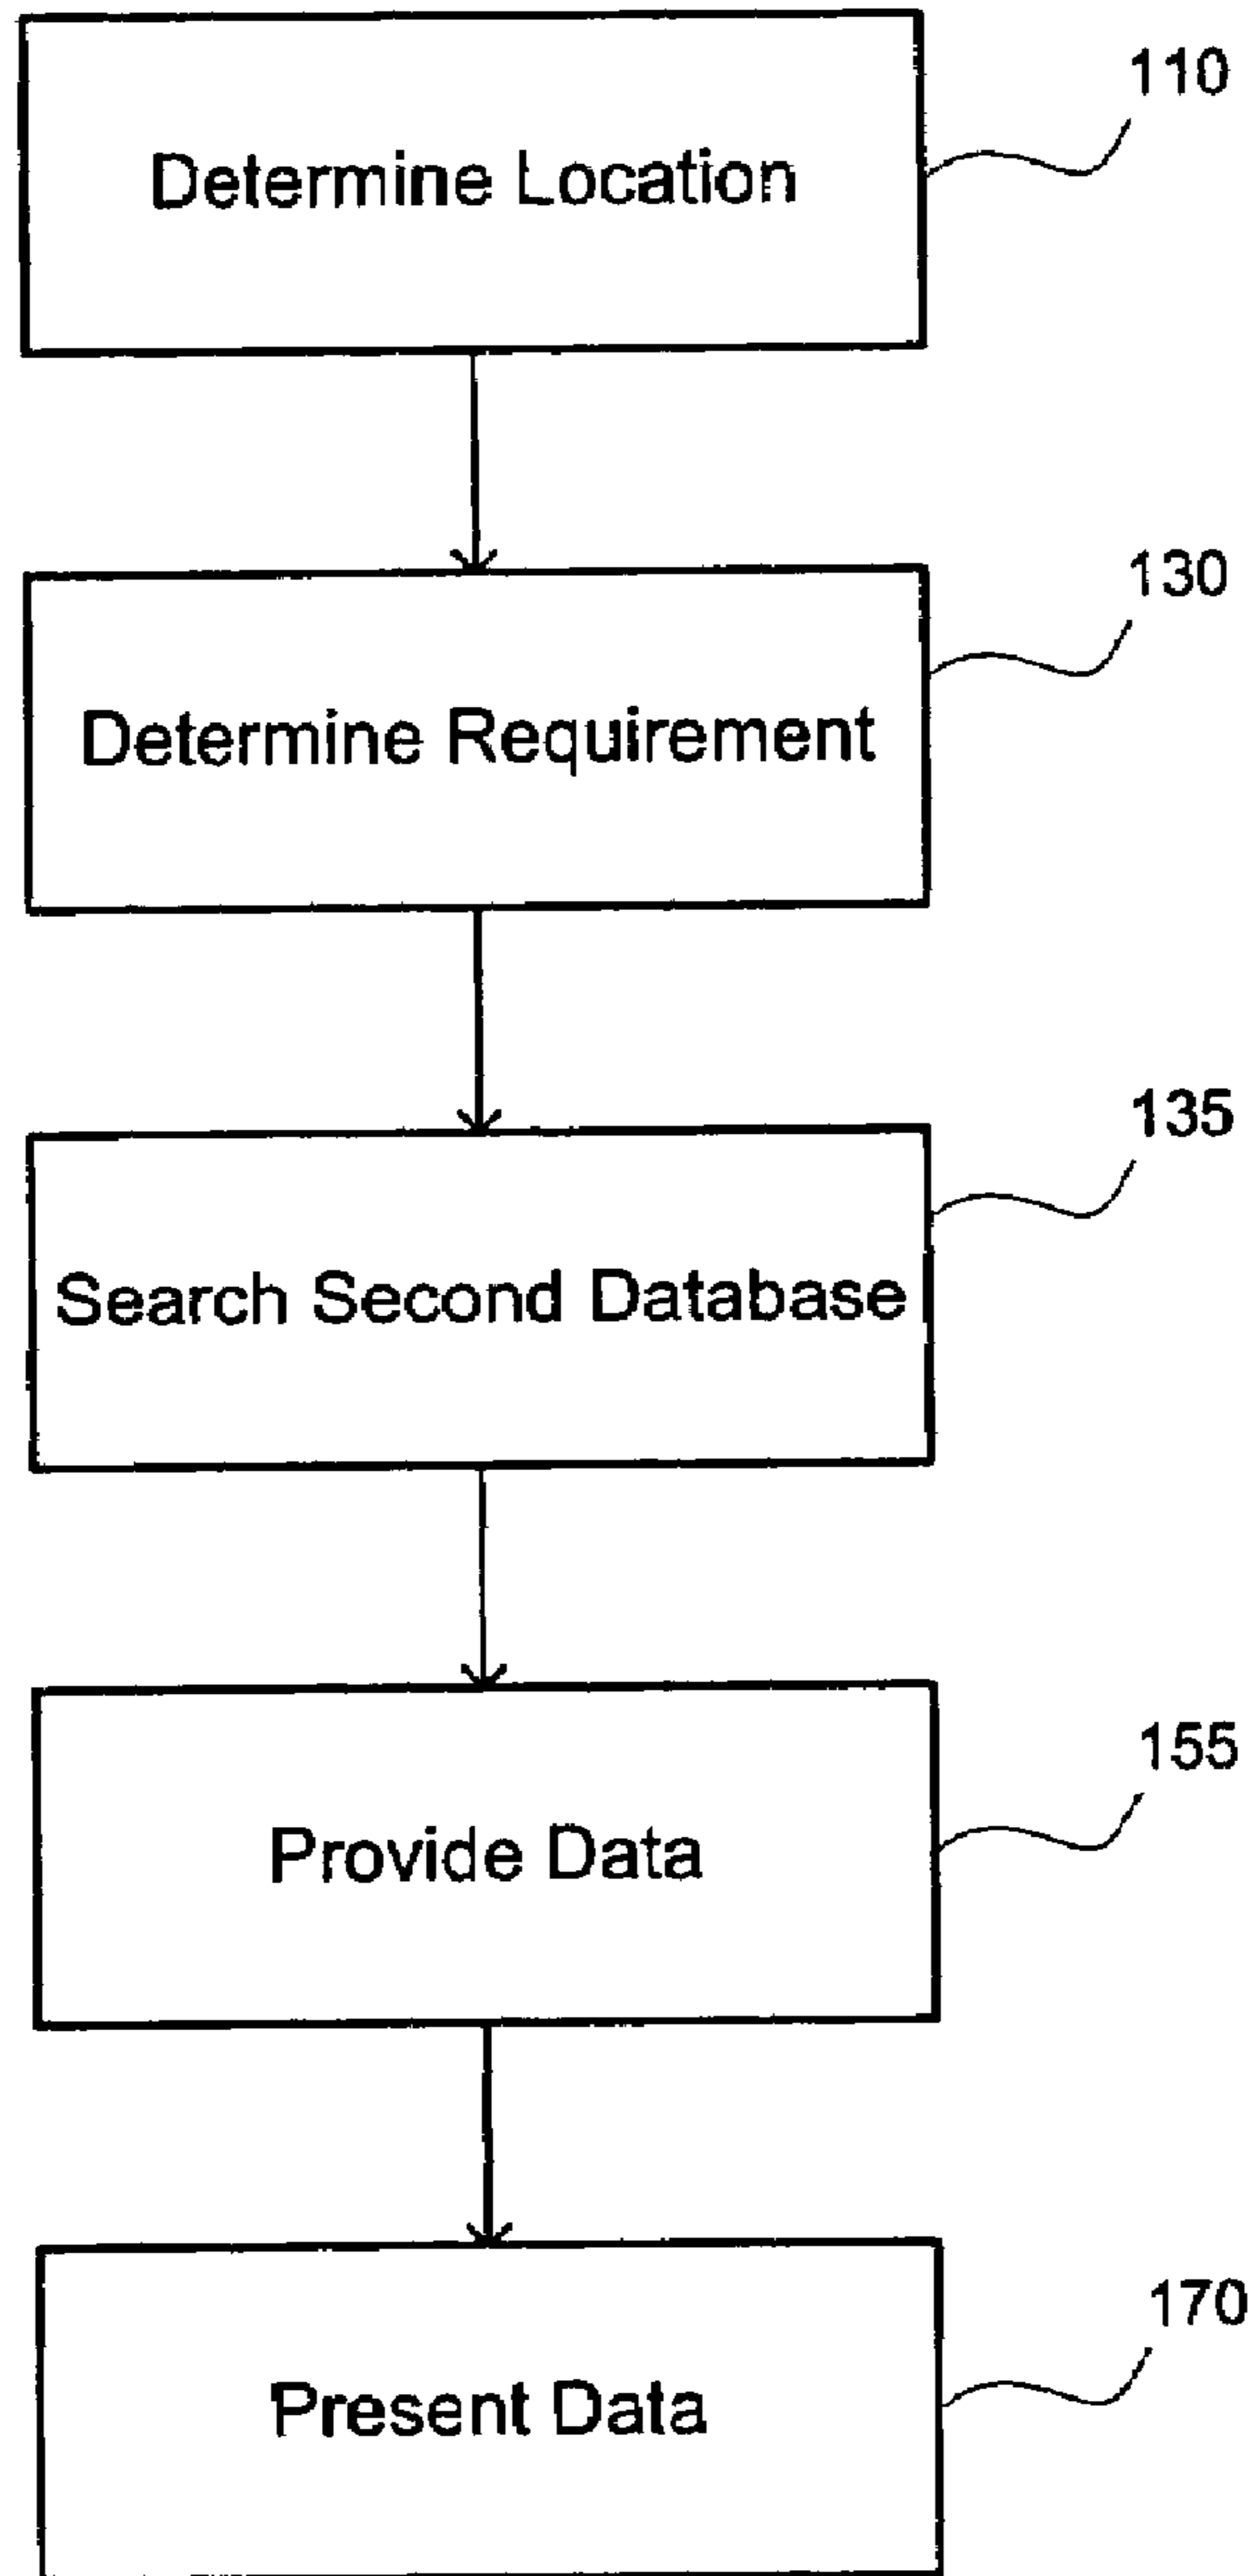 110
Determine Location
130
Determine Requirement
135
Search Second Database
155
Provide Data
170
Present Data